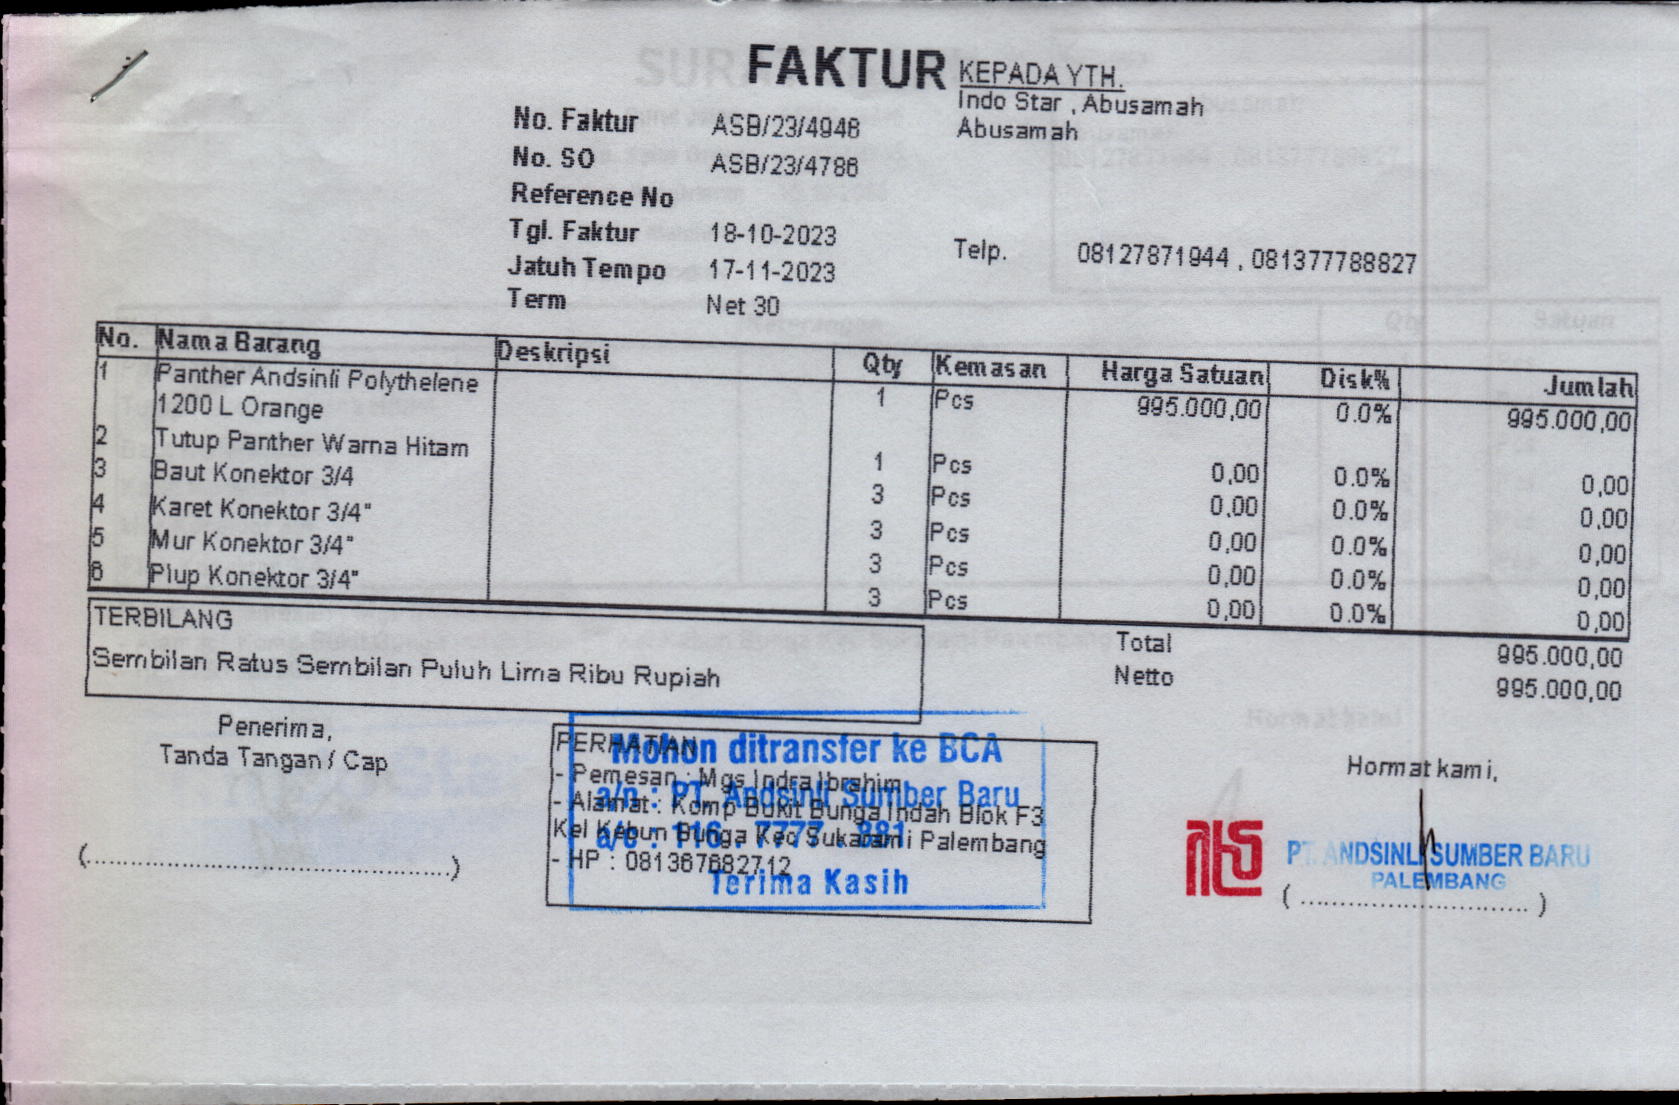 FAKTUR
KEPADA YTH.
Indo Star , Abusamah
Abusamah
No. Faktur ASB/23/4946
No. SO ASB/23/4786
Reference No
Tgl. Faktur 18-10-2023
Jatuh Tempo 17-11-2023
Term Net 30
Telp. 08127871944 , 081377788827
No. Nama Barang Deskripsi Qty Kemasan Harga Satuan Disk% Jumlah
1 Panther Andsinli Polythelene 1 Pcs 995.000,00 0.0% 995.000,00
1200 L Orange
2 Tutup Panther Warna Hitam 1 Pcs 0,00 0.0% 0,00
3 Baut Konektor 3/4 3 Pcs 0,00 0.0% 0,00
4 Karet Konektor 3/4" 3 Pcs 0,00 0.0% 0,00
5 Mur Konektor 3/4" 3 Pcs 0,00 0.0% 0,00
6 Plup Konektor 3/4" 3 Pcs 0,00 0.0% 0,00
TERBILANG
Sembilan Ratus Sembilan Puluh Lima Ribu Rupiah
Total 995.000,00
Netto 995.000,00
Penerima,
Tanda Tangan / Cap
(....................................................)
PERHATIAN
- Pemesan : Mgs Indra Ibrahim
- Alamat : Komp Bukit Bunga Indah Blok F3
Kel Kebun Bunga Kec Sukarami Palembang
- HP : 081367682712
Mohon ditransfer ke BCA
a/n : PT. Andsinli Sumber Baru
a/c : 116 . 7777 . 881
Terima Kasih
Hormat kami,
PT. ANDSINLI SUMBER BARU
PALEMBANG
( ................................ )